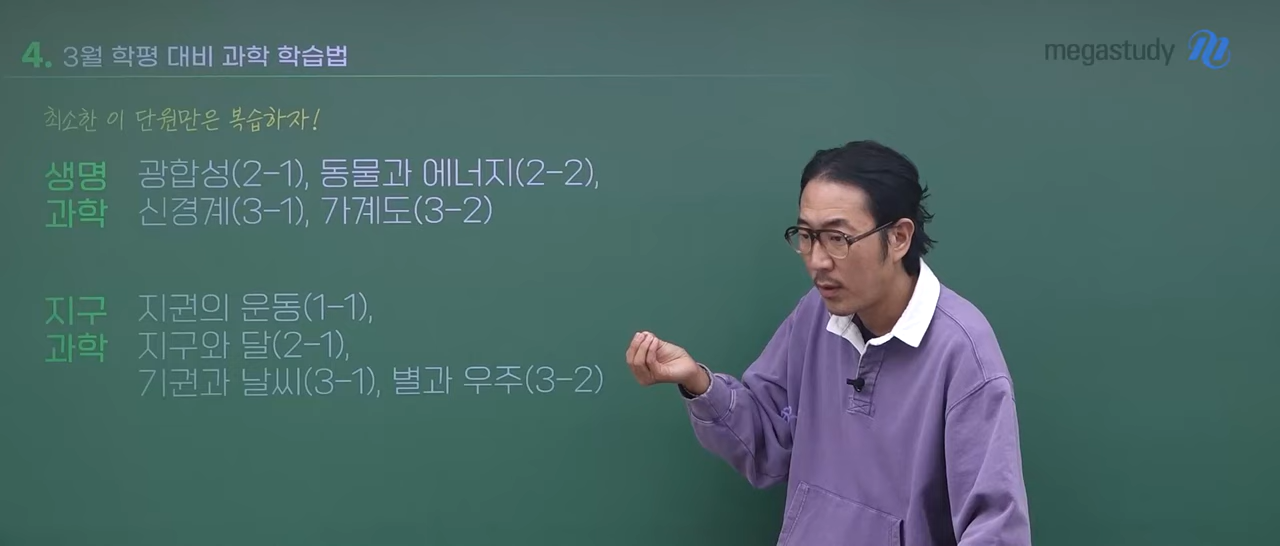 4. 3월 학평 대비 과학 학습법
megastudy
최소한 이 단원만은 복습하자!
생명 광합성(2-1), 동물과 에너지(2-2),
과학 신경계(3-1), 가계도(3-2)
지구 지권의 운동(1-1),
과학 지구와 달(2-1),
기권과 날씨(3-1), 별과 우주(3-2)